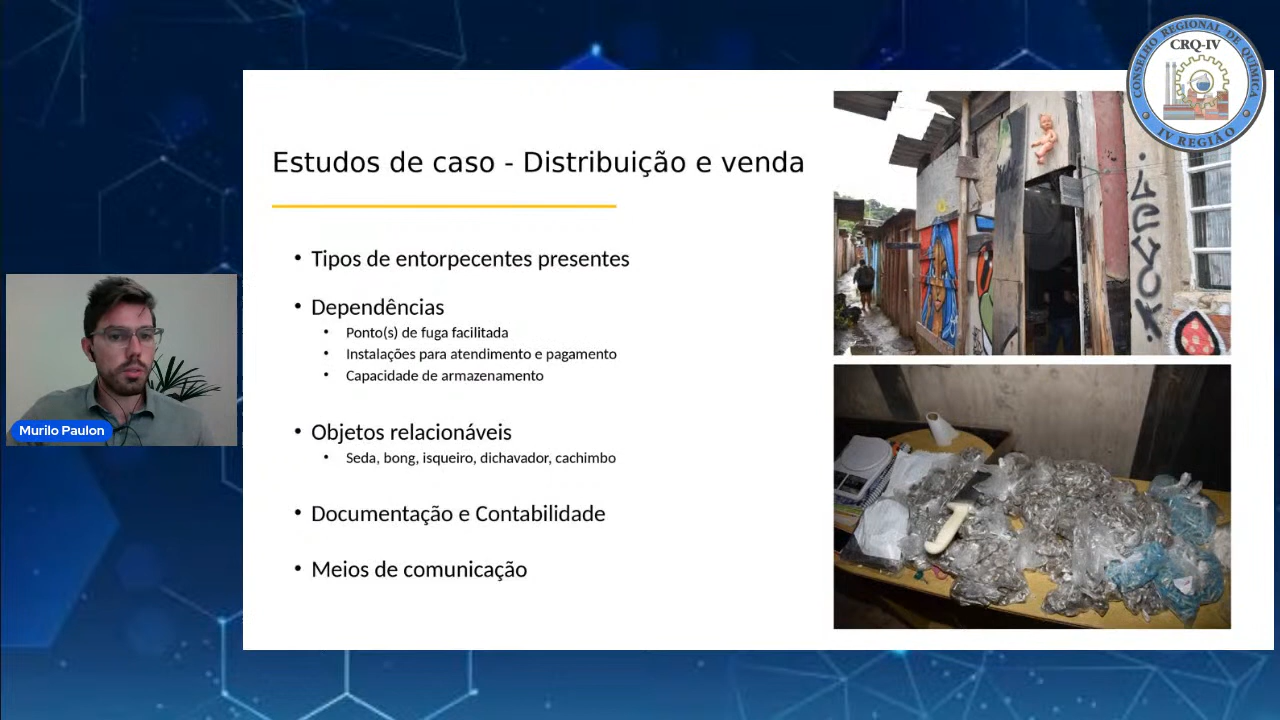 CONSELHO REGIONAL DE QUÍMICA
CRQ-IV
IV REGIÃO
Estudos de caso - Distribuição e venda
• Tipos de entorpecentes presentes
• Dependências
• Ponto(s) de fuga facilitada
• Instalações para atendimento e pagamento
• Capacidade de armazenamento
• Objetos relacionáveis
• Seda, bong, isqueiro, dichavador, cachimbo
• Documentação e Contabilidade
• Meios de comunicação
Murilo Paulon